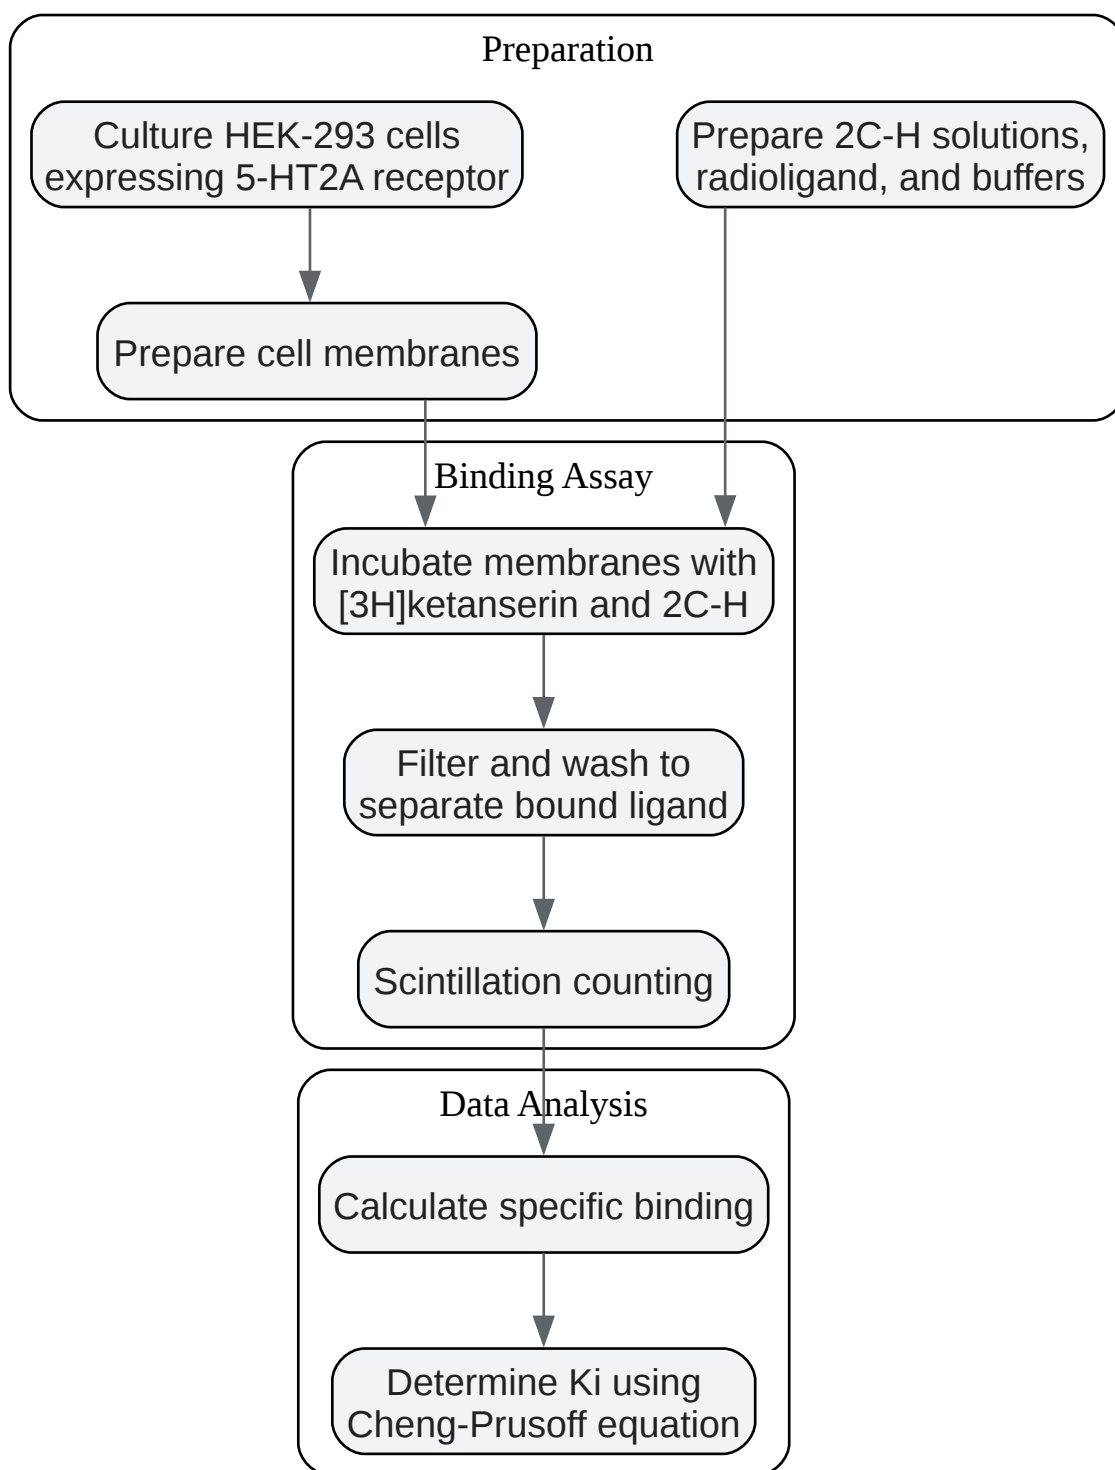 Preparation
Culture HEK-293 cells
expressing 5-HT2A receptor
Prepare 2C-H solutions,
radioligand, and buffers
Prepare cell membranes
Binding Assay
Incubate membranes with
[3H]ketanserin and 2C-H
Filter and wash to
separate bound ligand
Scintillation counting
Data Analysis
Calculate specific binding
Determine Ki using
Cheng-Prusoff equation